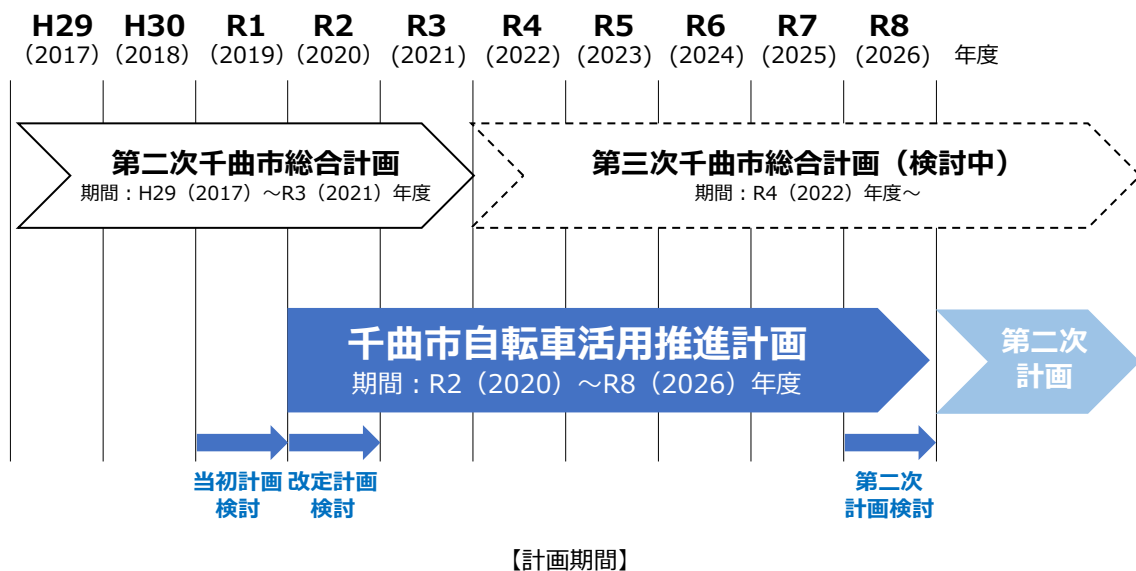 H29 H30 R1 R2 R3 R4 R5 R6 R7 R8
(2017) (2018) (2019) (2020) (2021) (2022) (2023) (2024) (2025) (2026) 年度
第二次千曲市総合計画
期間：H29（2017）～R3（2021）年度
第三次千曲市総合計画（検討中）
期間：R4（2022）年度～
千曲市自転車活用推進計画
期間：R2（2020）～R8（2026）年度
第二次
計画
当初計画
検討
改定計画
検討
第二次
計画検討
【計画期間】